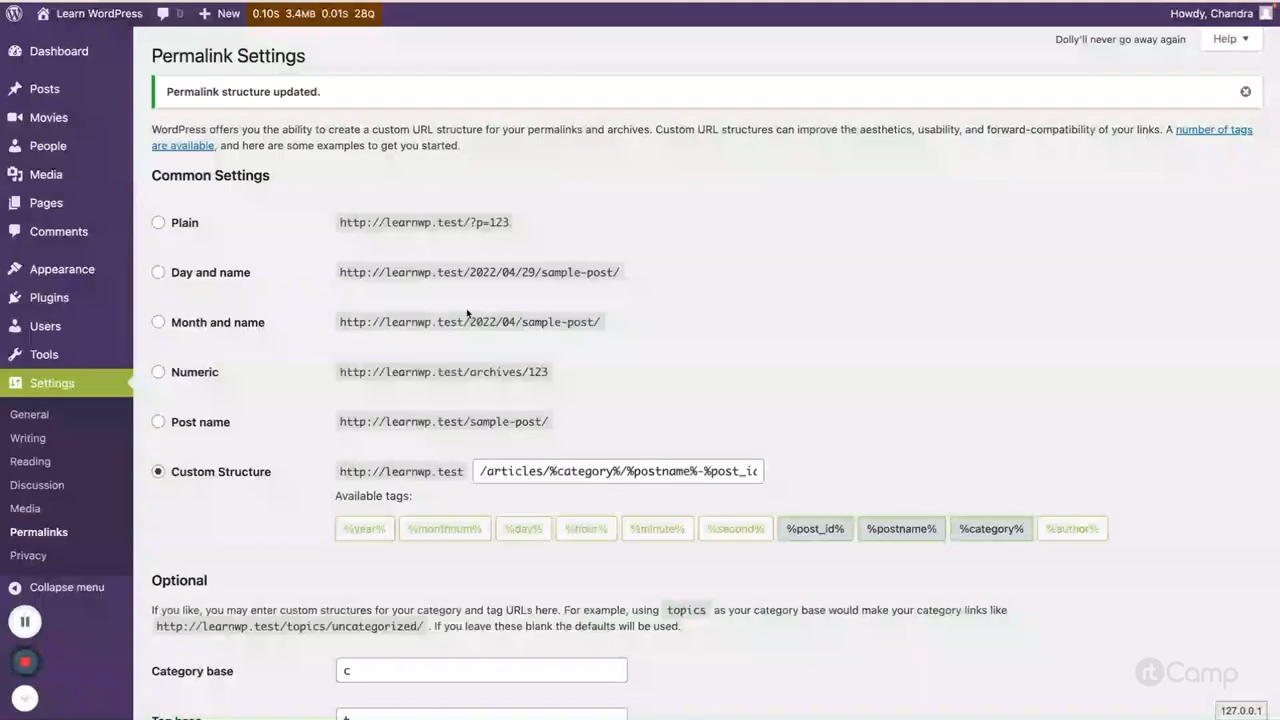 Learn WordPress 0 New 0.10s 3.4MB 0.01s 28Q Howdy, Chandra
Dashboard
Posts
Movies
People
Media
Pages
Comments
Appearance
Plugins
Users
Tools
Settings
General
Writing
Reading
Discussion
Media
Permalinks
Privacy
Collapse menu
Dolly'll never go away again Help
Permalink Settings
Permalink structure updated.
WordPress offers you the ability to create a custom URL structure for your permalinks and archives. Custom URL structures can improve the aesthetics, usability, and forward-compatibility of your links. A number of tags
are available, and here are some examples to get you started.
Common Settings
Plain http://learnwp.test/?p=123
Day and name http://learnwp.test/2022/04/29/sample-post/
Month and name http://learnwp.test/2022/04/sample-post/
Numeric http://learnwp.test/archives/123
Post name http://learnwp.test/sample-post/
Custom Structure http://learnwp.test /articles/%category%/%postname%-%post_ic
Available tags:
%year% %monthnum% %day% %hour% %minute% %second% %post_id% %postname% %category% %author%
Optional
If you like, you may enter custom structures for your category and tag URLs here. For example, using topics as your category base would make your category links like
http://learnwp.test/topics/uncategorized/ . If you leave these blank the defaults will be used.
Category base c
rtCamp
127.0.0.1